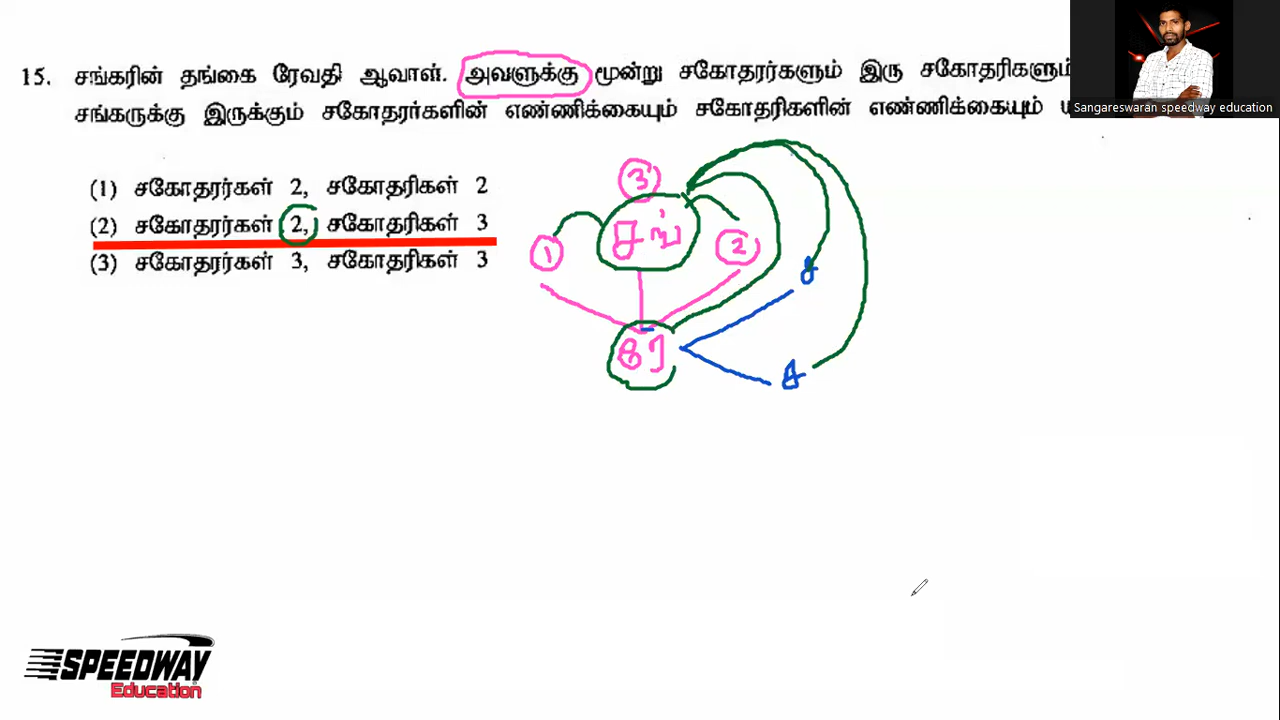 15. சங்கரின் தங்கை ரேவதி ஆவாள். அவளுக்கு மூன்று சகோதரர்களும் இரு சகோதரிகளும்
சங்கருக்கு இருக்கும் சகோதரர்களின் எண்ணிக்கையும் சகோதரிகளின் எண்ணிக்கையும்
Sangareswaran speedway education
(1) சகோதரர்கள் 2, சகோதரிகள் 2
(2) சகோதரர்கள் 2, சகோதரிகள் 3
(3) சகோதரர்கள் 3, சகோதரிகள் 3
3
1 சங் 2
ச
ரே
ச
SPEEDWAY
Education